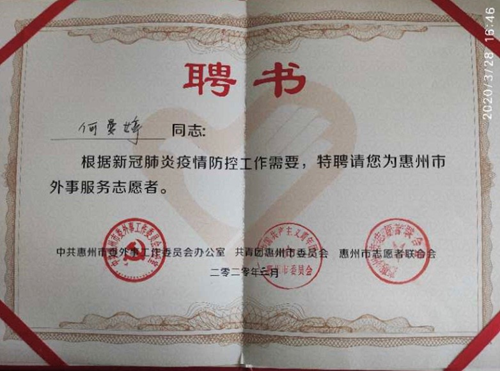 聘书
何曼婷 同志:
根据新冠肺炎疫情防控工作需要，特聘请您为惠州市
外事服务志愿者。
中共惠州市委外事工作委员会办公室 共青团惠州市委员会 惠州市志愿者联合会
二零二零年三月
2020/3/28 16:46